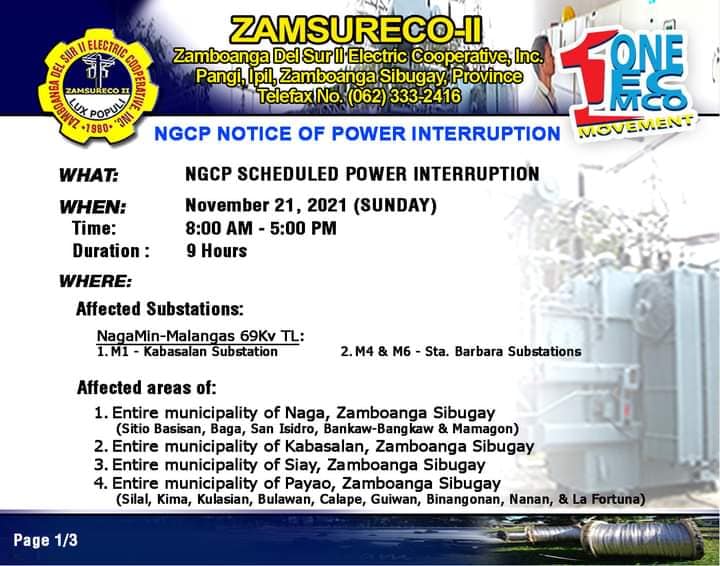 ZAMSURECO-II
Zamboanga Del Sur II Electric Cooperative, Inc.
Pangi, Ipil, Zamboanga Sibugay, Province
Telefax No. (062) 333-2416
ZAMBOANGA DEL SUR II ELECTRIC COOPERATIVE INC.
ZAMSURECO II
LUX POPULI
1980
1 ONE
EC
MCO
MOVEMENT
NGCP NOTICE OF POWER INTERRUPTION
WHAT: NGCP SCHEDULED POWER INTERRUPTION
WHEN: November 21, 2021 (SUNDAY)
Time: 8:00 AM - 5:00 PM
Duration : 9 Hours
WHERE:
Affected Substations:
NagaMin-Malangas 69Kv TL:
1. M1 - Kabasalan Substation 2. M4 & M6 - Sta. Barbara Substations
Affected areas of:
1. Entire municipality of Naga, Zamboanga Sibugay
(Sitio Basisan, Baga, San Isidro, Bankaw-Bangkaw & Mamagon)
2. Entire municipality of Kabasalan, Zamboanga Sibugay
3. Entire municipality of Siay, Zamboanga Sibugay
4. Entire municipality of Payao, Zamboanga Sibugay
(Silal, Kima, Kulasian, Bulawan, Calape, Guiwan, Binangonan, Nanan, & La Fortuna)
Page 1/3